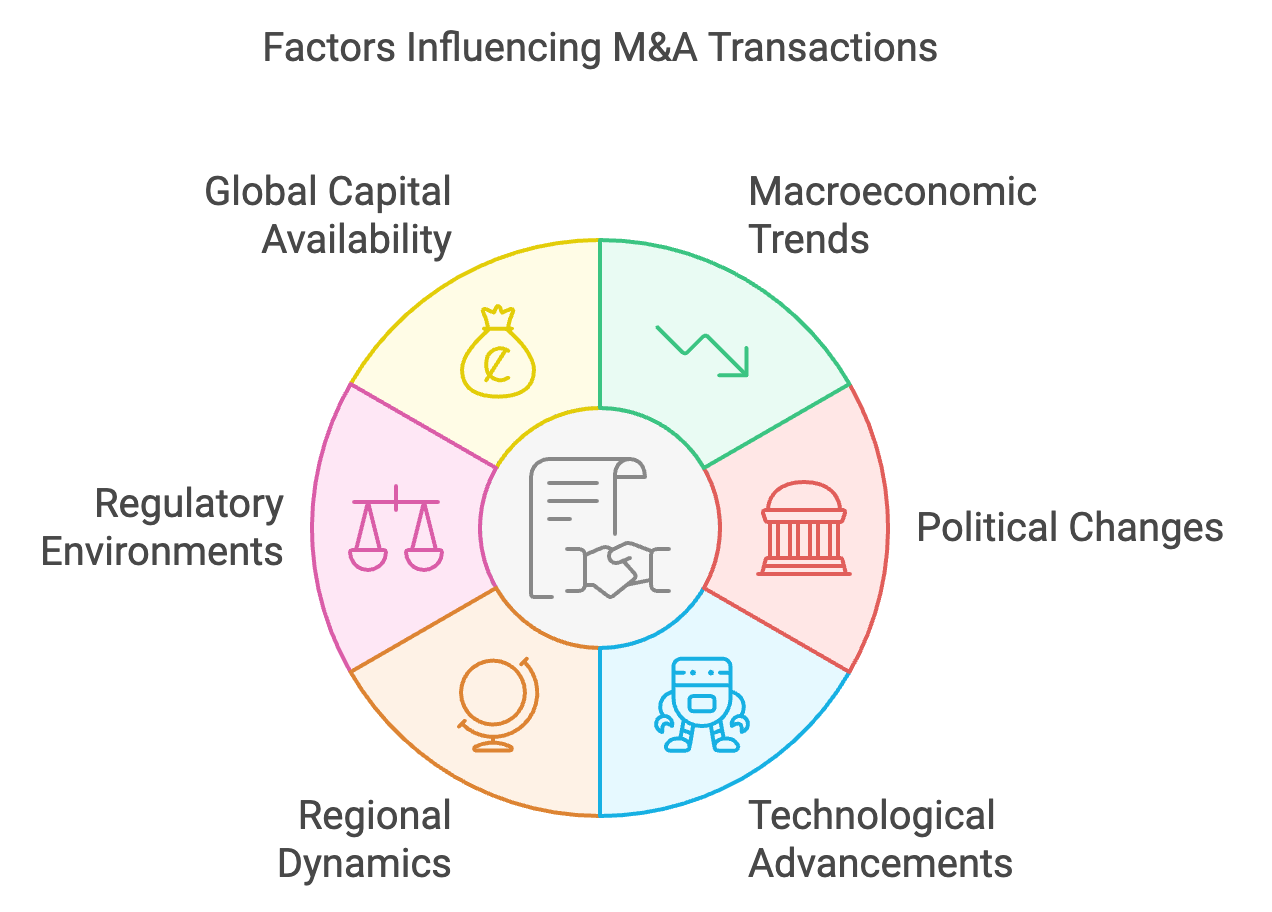 Factors Influencing M&A Transactions
Global Capital
Availability
Macroeconomic
Trends
Regulatory
Environments
Political Changes
Regional
Dynamics
Technological
Advancements